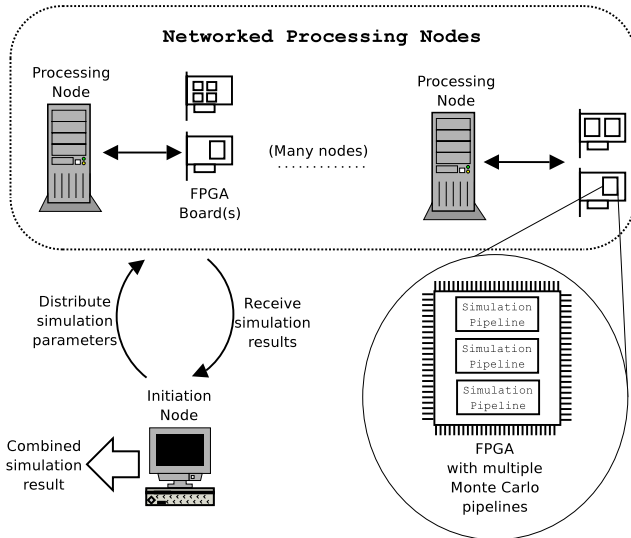 Networked Processing Nodes
Processing
Node
FPGA
Board(s)
(Many nodes)
Processing
Node
Distribute
simulation
parameters
Receive
simulation
results
Initiation
Node
Combined
simulation
result
Simulation
Pipeline
Simulation
Pipeline
Simulation
Pipeline
FPGA
with multiple
Monte Carlo
pipelines